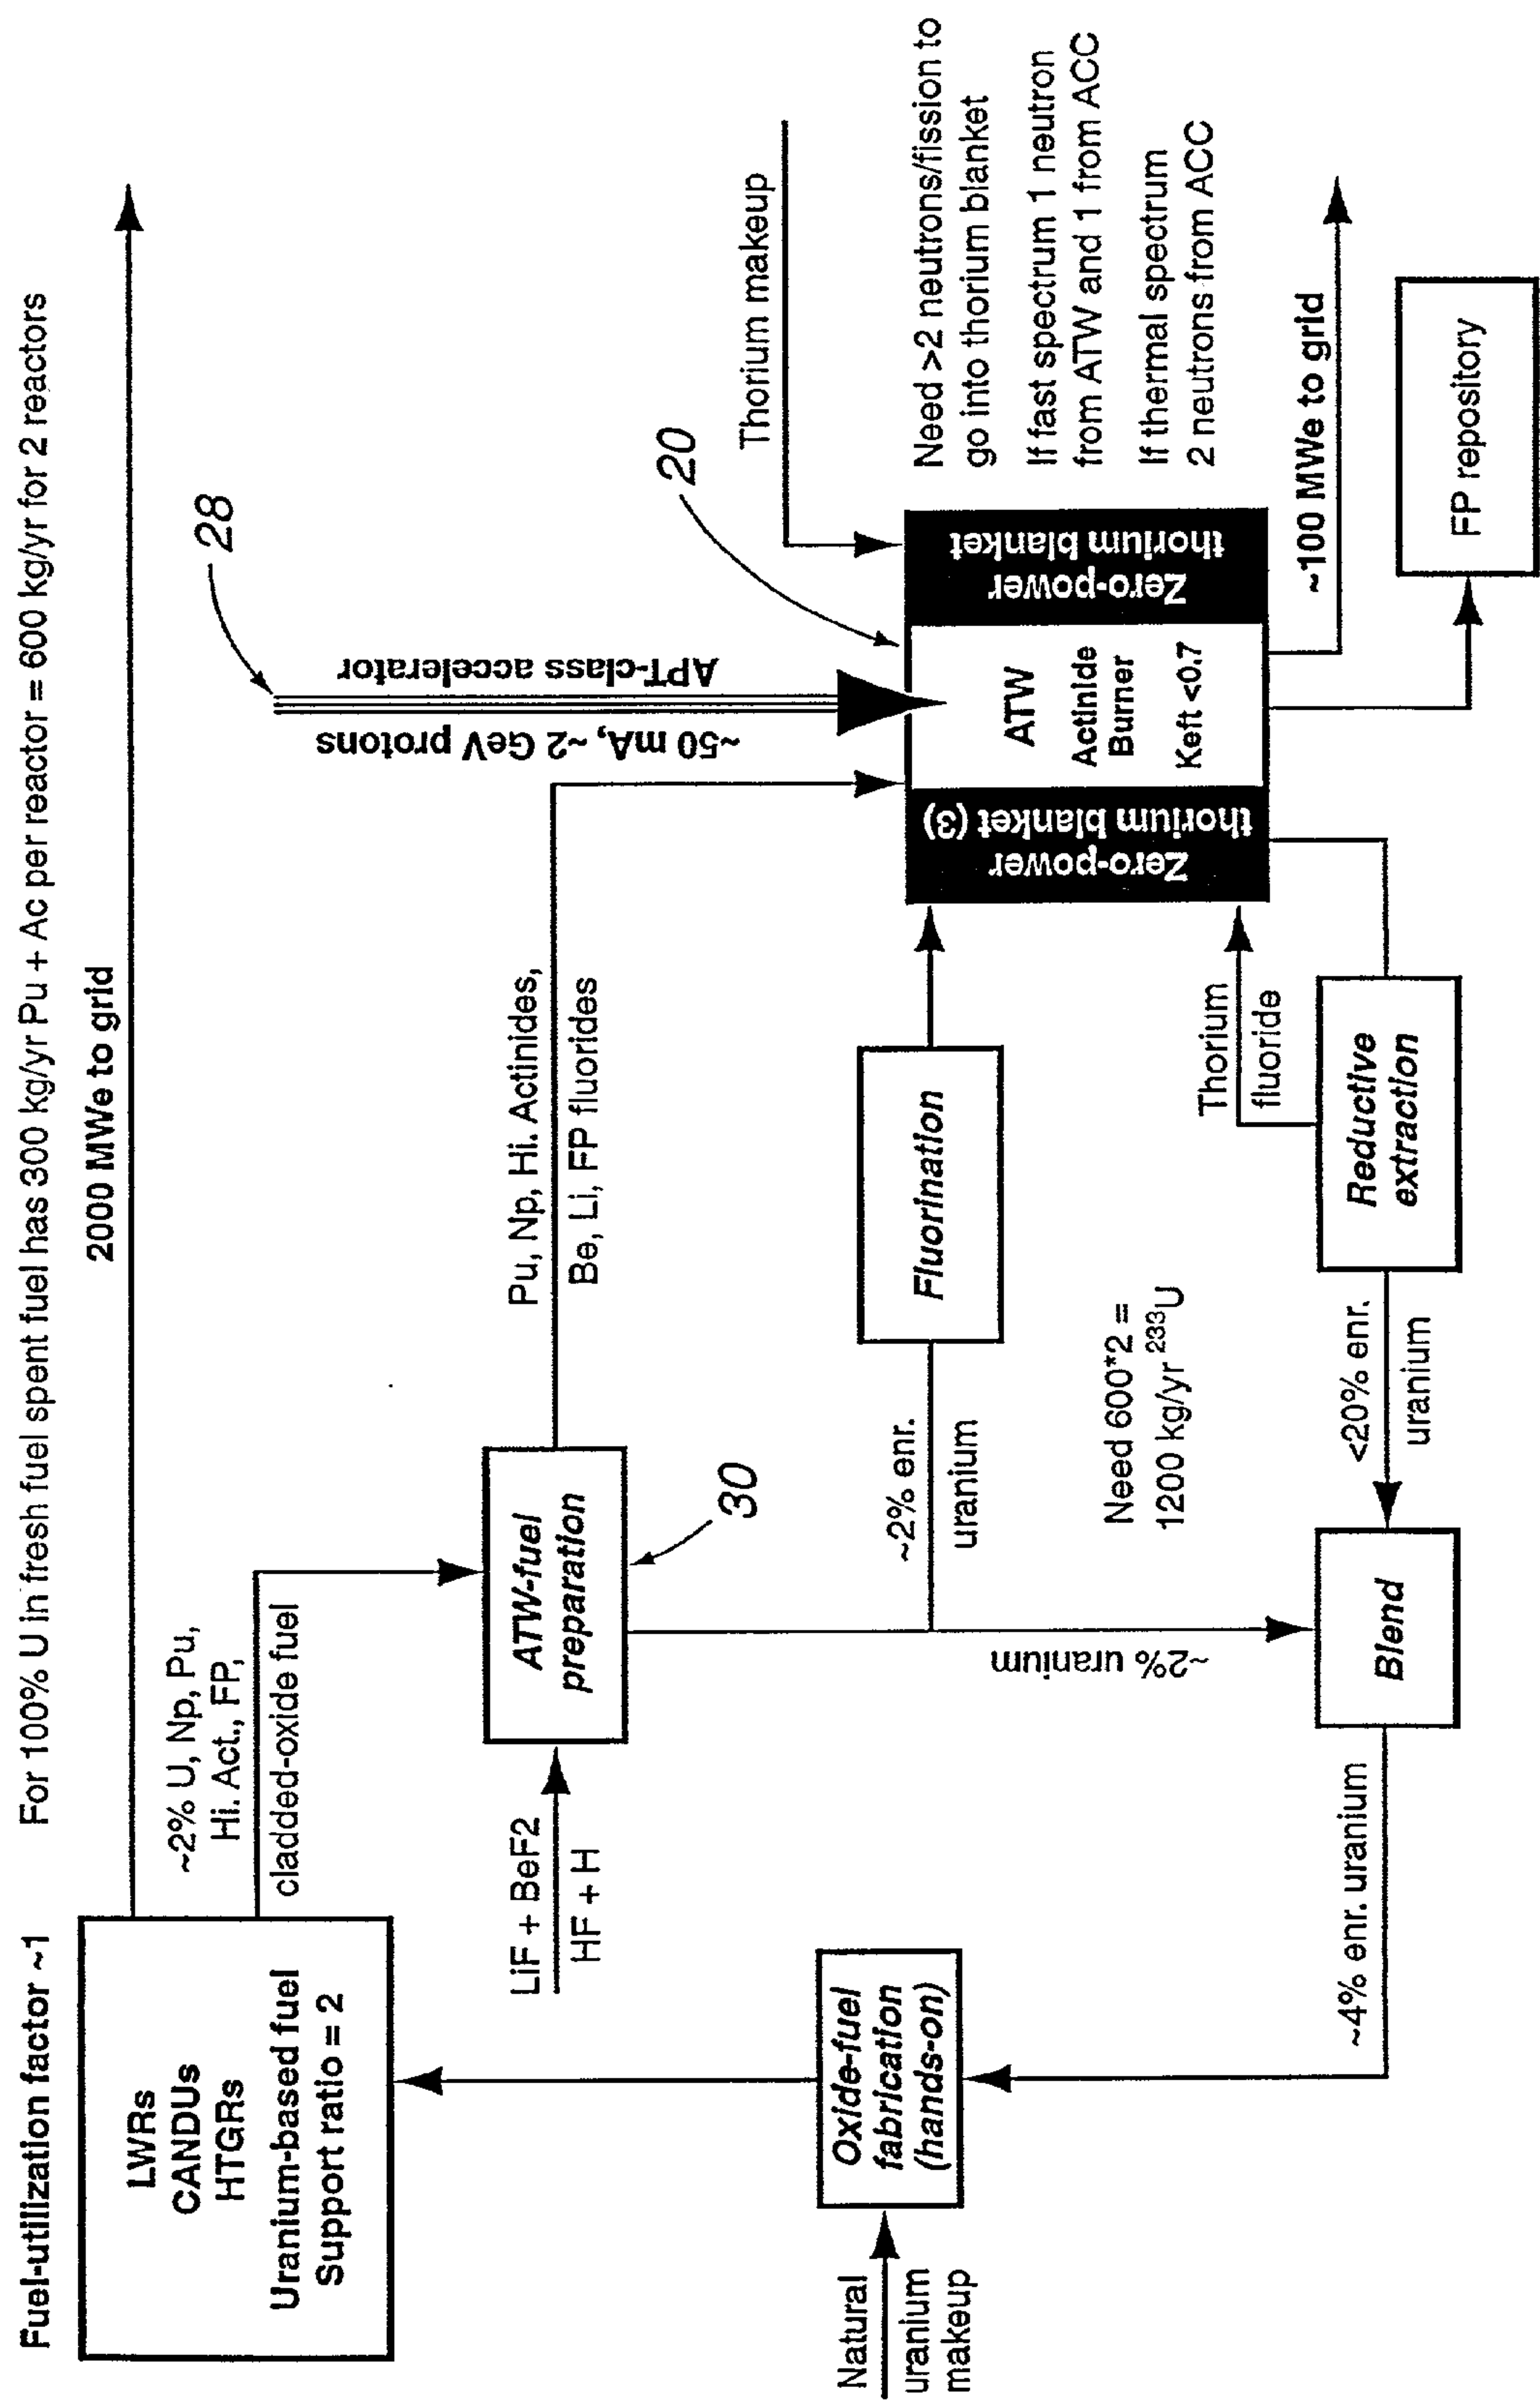 Fuel-utilization factor ~1
For 100% U in fresh fuel spent fuel has 300 kg/yr Pu + Ac per reactor = 600 kg/yr for 2 reactors
LWRs
CANDUs
HTGRs
Uranium-based fuel
Support ratio = 2
2000 MWe to grid
~2% U, Np, Pu,
Hi. Act., FP,
cladded-oxide fuel
28
LiF + BeF2
HF + H
ATW-fuel
preparation
30
Pu, Np, Hi. Actinides,
Be, Li, FP fluorides
~50 mA, ~2 GeV protons
APT-class accelerator
20
Thorium makeup
Natural
uranium
makeup
Oxide-fuel
fabrication
(hands-on)
~2% uranium
~2% enr.
uranium
Fluorination
Zero-power
thorium blanket (3)
ATW
Actinide
Burner
Keft <0.7
Zero-power
thorium blanket
Need >2 neutrons/fission to
go into thorium blanket
If fast spectrum 1 neutron
from ATW and 1 from ACC
If thermal spectrum
2 neutrons from ACC
Need 600*2 =
1200 kg/yr 233U
Thorium
fluoride
~4% enr. uranium
Blend
<20% enr.
uranium
Reductive
extraction
~100 MWe to grid
FP repository